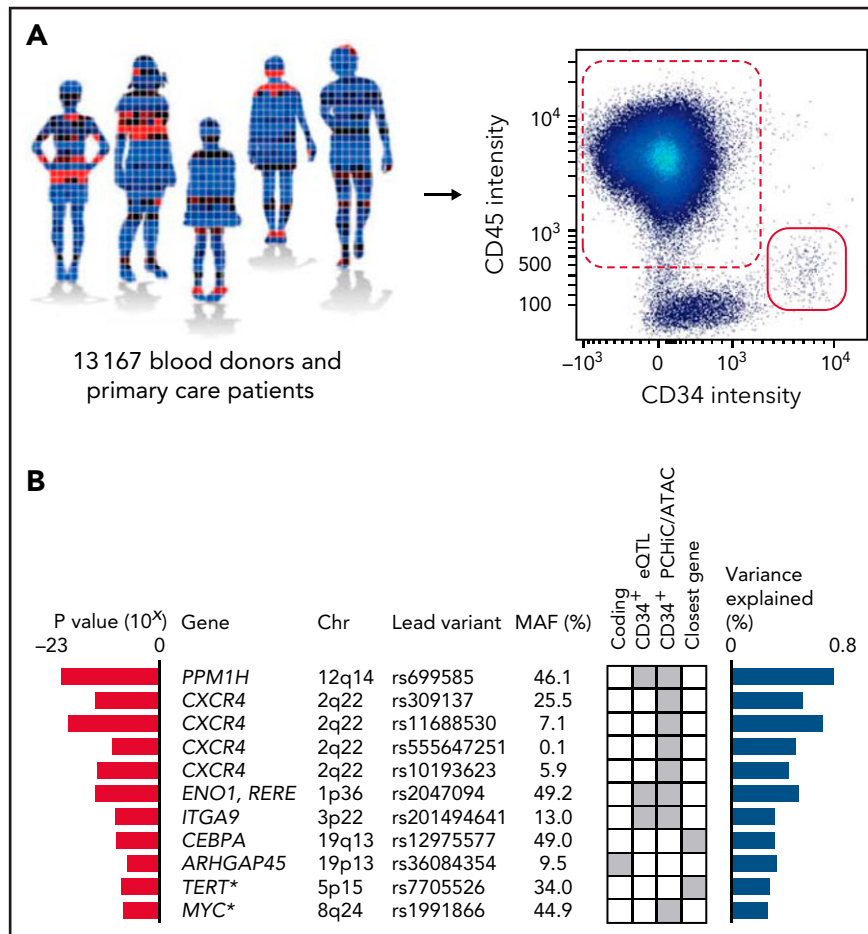 A
13 167 blood donors and
primary care patients
CD45 intensity
10⁴
10³
500
100
−10³ 0 10³ 10⁴
CD34 intensity
B
Coding
CD34⁺ eQTL
CD34⁺ PCHiC/ATAC
Closest gene
Variance
explained
(%)
P value (10ˣ) Gene Chr Lead variant MAF (%)
−23 0 0 0.8
PPM1H 12q14 rs699585 46.1
CXCR4 2q22 rs309137 25.5
CXCR4 2q22 rs11688530 7.1
CXCR4 2q22 rs555647251 0.1
CXCR4 2q22 rs10193623 5.9
ENO1, RERE 1p36 rs2047094 49.2
ITGA9 3p22 rs201494641 13.0
CEBPA 19q13 rs12975577 49.0
ARHGAP45 19p13 rs36084354 9.5
TERT* 5p15 rs7705526 34.0
MYC* 8q24 rs1991866 44.9